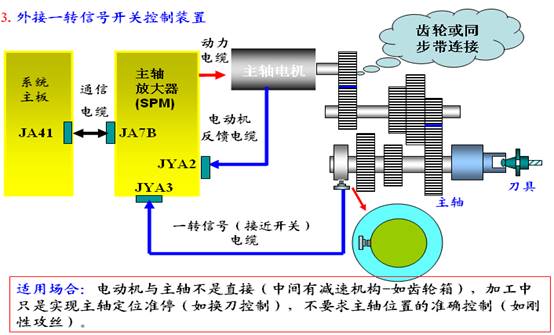 3. 外接一转信号开关控制装置
齿轮或同
步带连接
动力
电缆
主轴电机
系统
主板
通信
电缆
主轴
放大器
(SPM)
JA41
JA7B
电动机
反馈电缆
JYA2
JYA3
一转信号（接近开关）
电缆
主轴
刀具
适用场合：电动机与主轴不是直接（中间有减速机构-如齿轮箱），加工中
只是实现主轴定位准停（如换刀控制），不要求主轴位置的准确控制（如刚
性攻丝）。